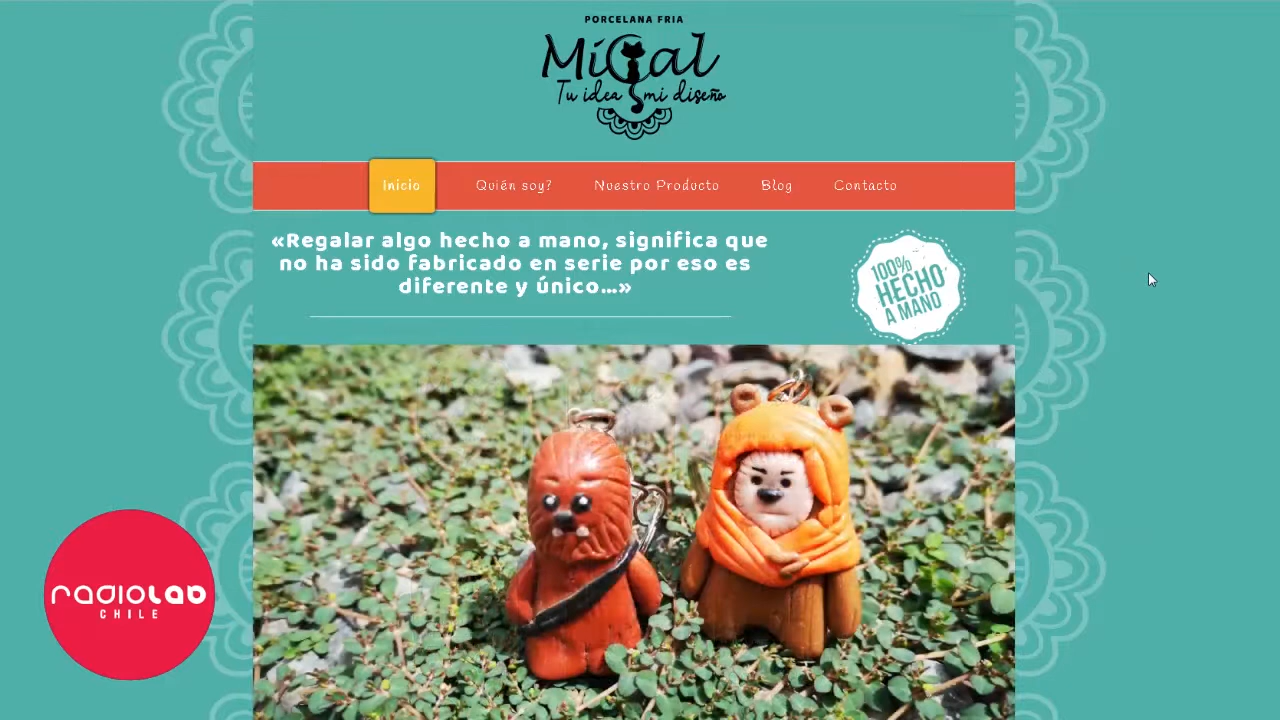 PORCELANA FRIA
MiGal
Tu idea mi diseño
Inicio
Quién soy?
Nuestro Producto
Blog
Contacto
«Regalar algo hecho a mano, significa que
no ha sido fabricado en serie por eso es
diferente y único...»
100%
HECHO
A MANO
radioLab
CHILE